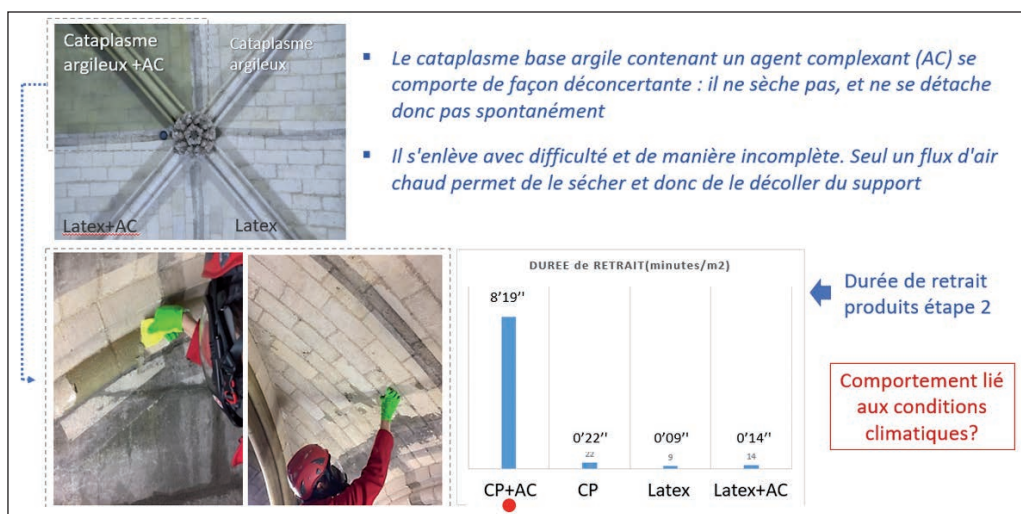 Cataplasme
argileux +AC
Cataplasme
argileux
Latex+AC
Latex
▪ Le cataplasme base argile contenant un agent complexant (AC) se
comporte de façon déconcertante : il ne sèche pas, et ne se détache
donc pas spontanément
▪ Il s'enlève avec difficulté et de manière incomplète. Seul un flux d'air
chaud permet de le sécher et donc de le décoller du support
DUREE de RETRAIT(minutes/m2)
8'19''
0'22''
0'09''
0'14''
22
9
14
CP+AC
CP
Latex
Latex+AC
Durée de retrait
produits étape 2
Comportement lié
aux conditions
climatiques?